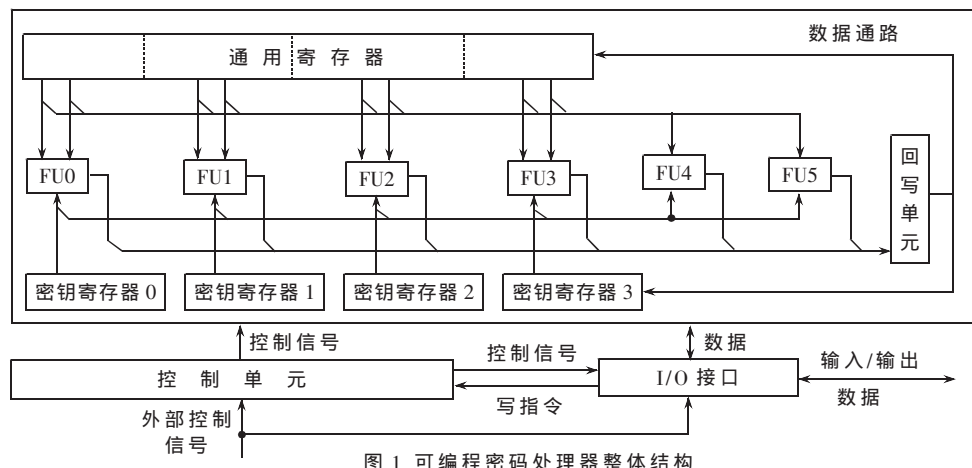 数据通路
通用寄存器
FU0
FU1
FU2
FU3
FU4
FU5
回写单元
密钥寄存器 0
密钥寄存器 1
密钥寄存器 2
密钥寄存器 3
控制信号
数据
控制单元
控制信号
写指令
I/O 接口
输入/输出
数据
外部控制
信号
图 1 可编程密码处理器整体结构